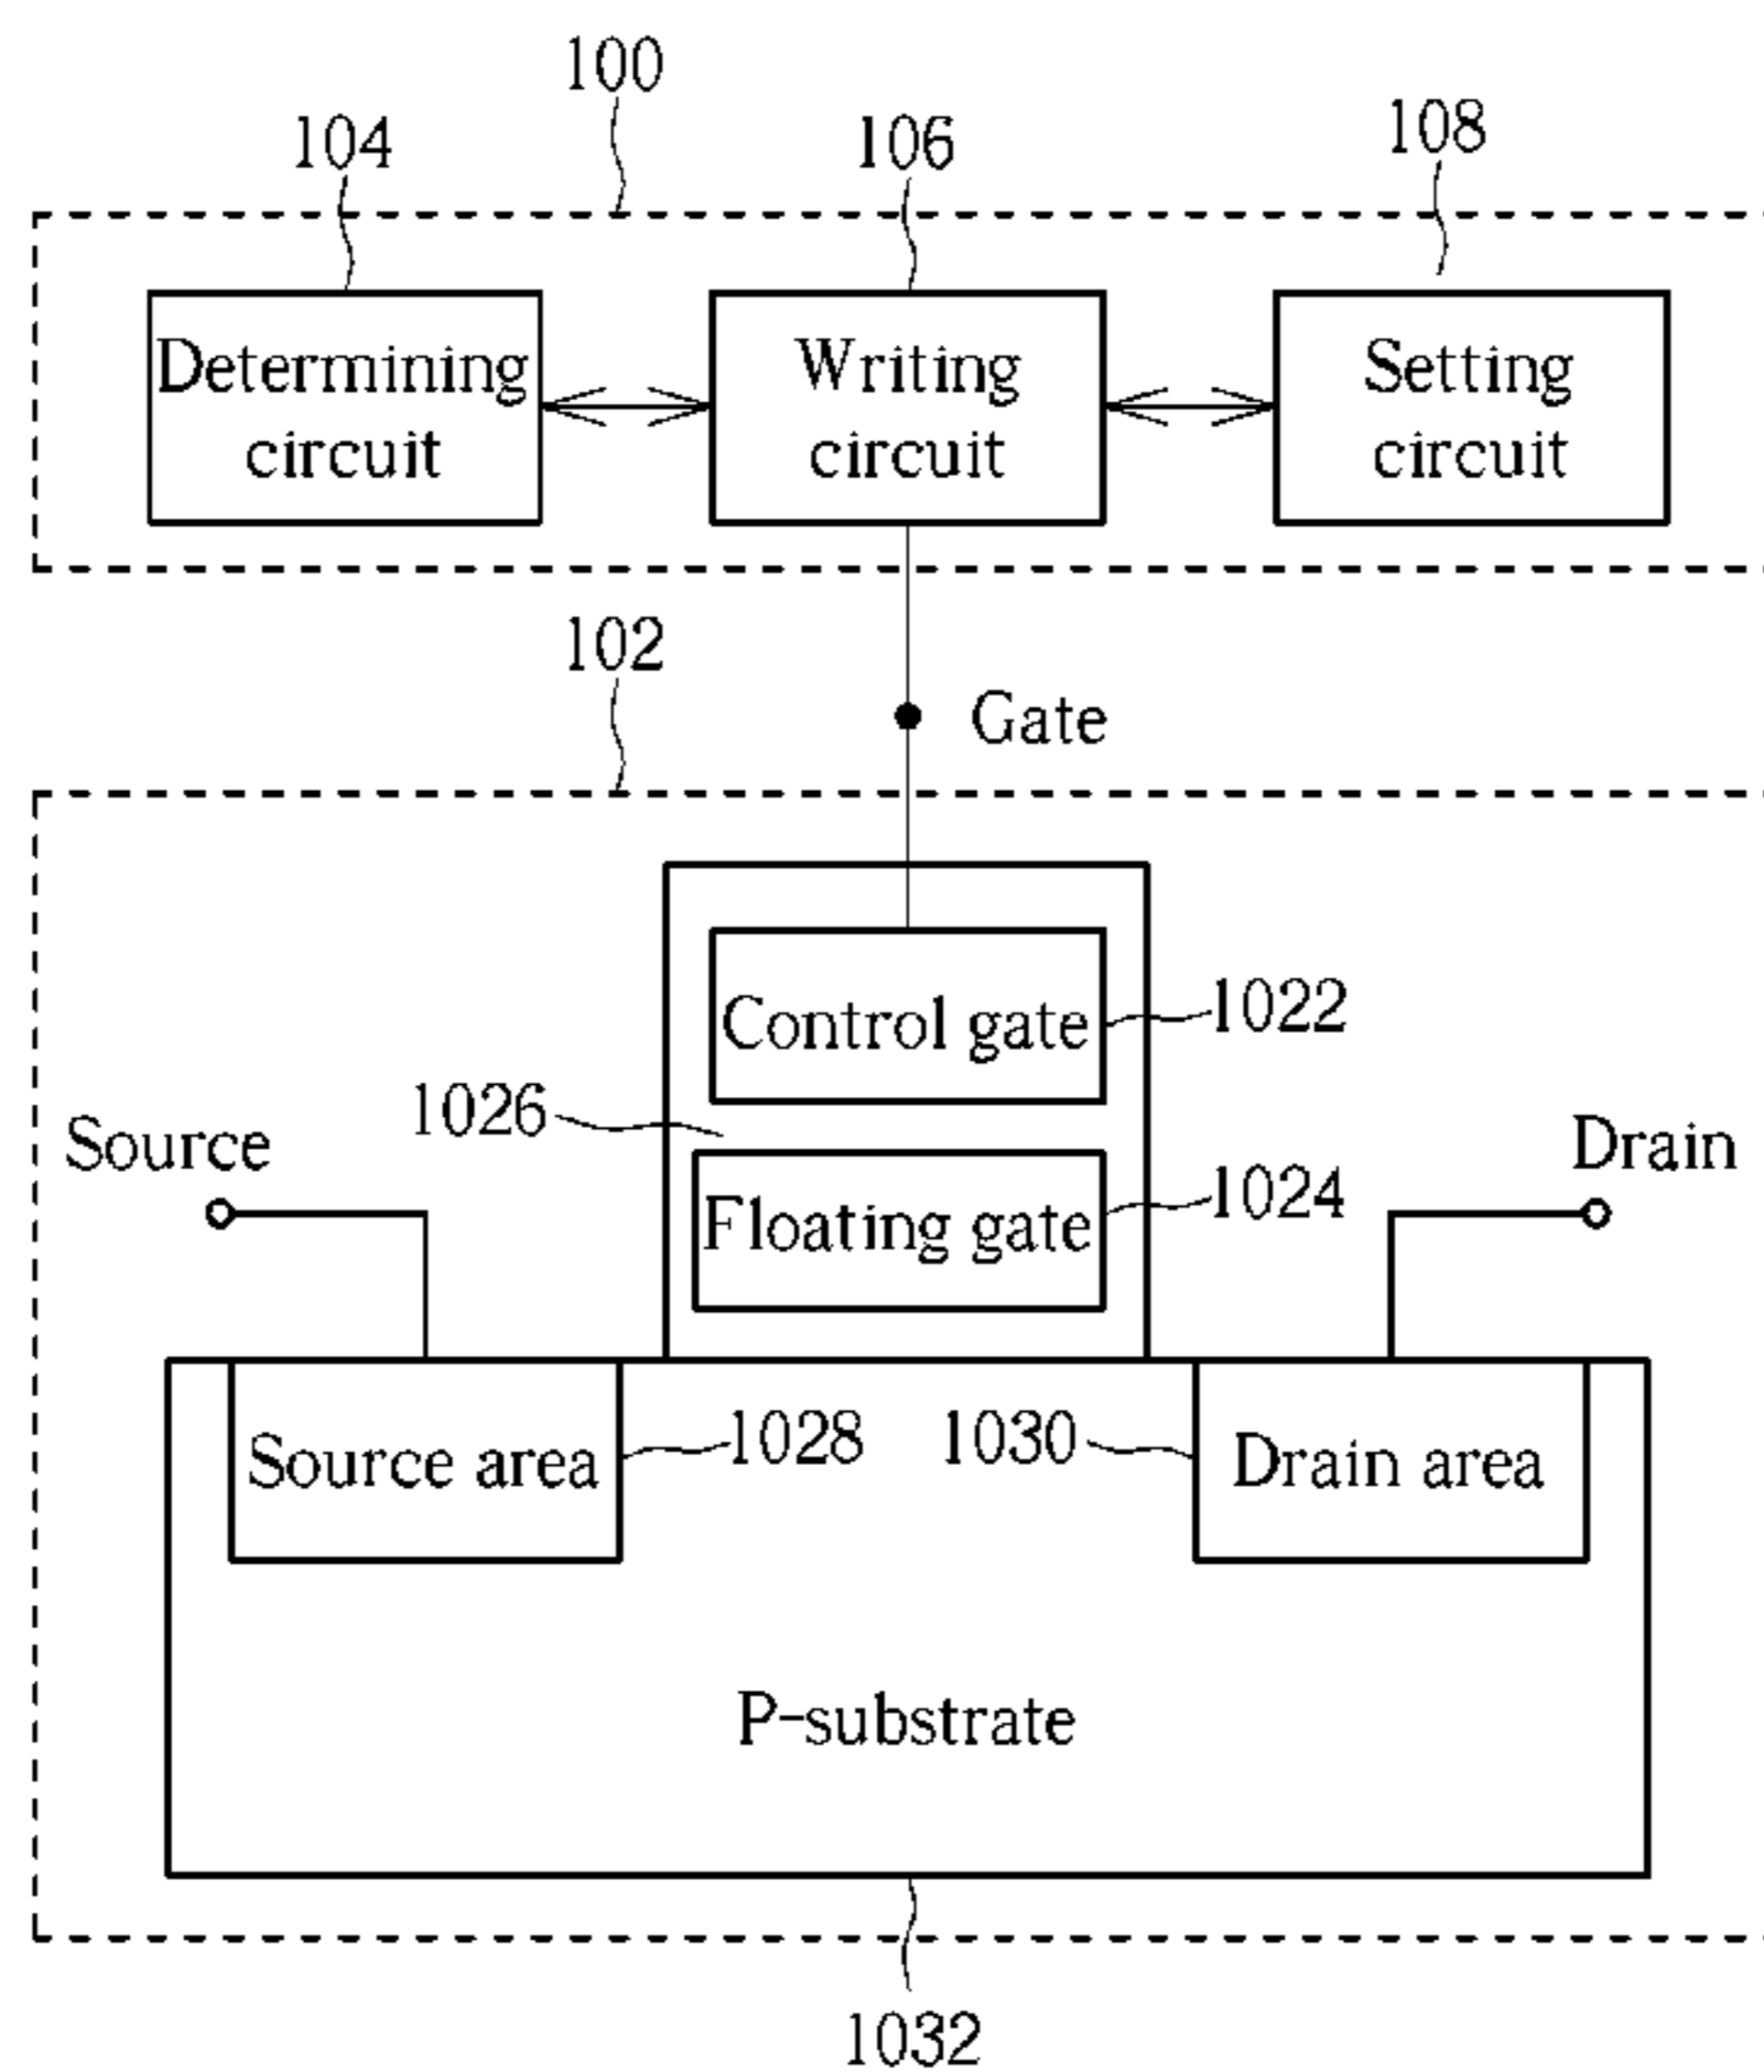 100
104
106
108
Determining
circuit
Writing
circuit
Setting
circuit
102
Gate
Control gate
1022
1026
Source
Drain
Floating gate
1024
Source area
1028
1030
Drain area
P-substrate
1032